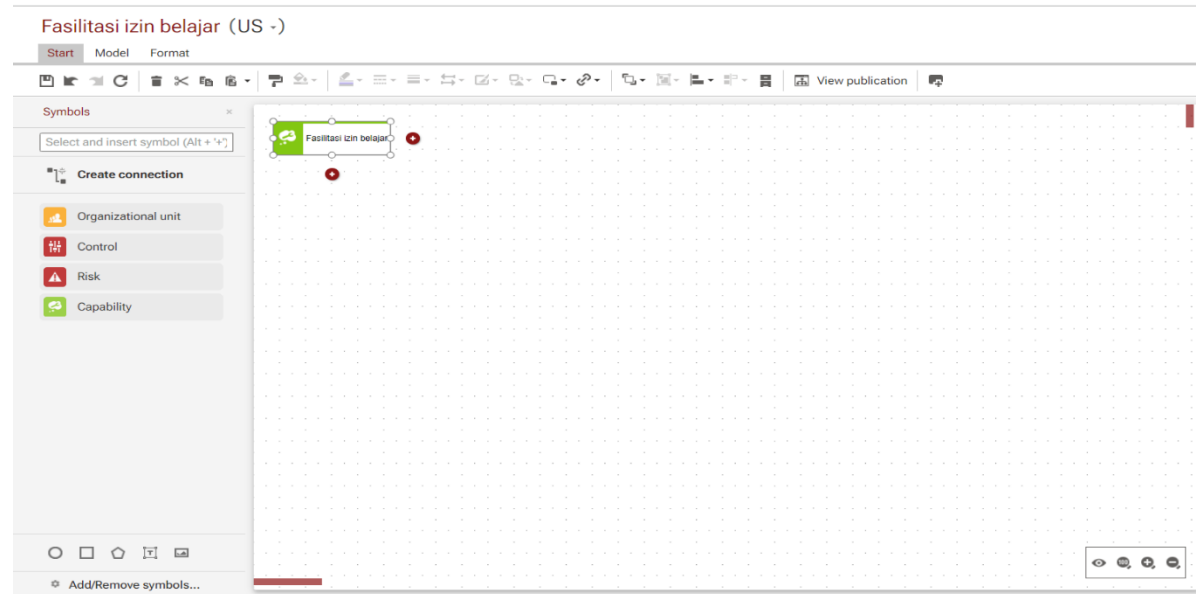 Fasilitasi izin belajar (US -)
Start Model Format
View publication
Symbols ×
Select and insert symbol (Alt + '+')
Create connection
Organizational unit
Control
Risk
Capability
Fasilitasi izin belajar
Add/Remove symbols...